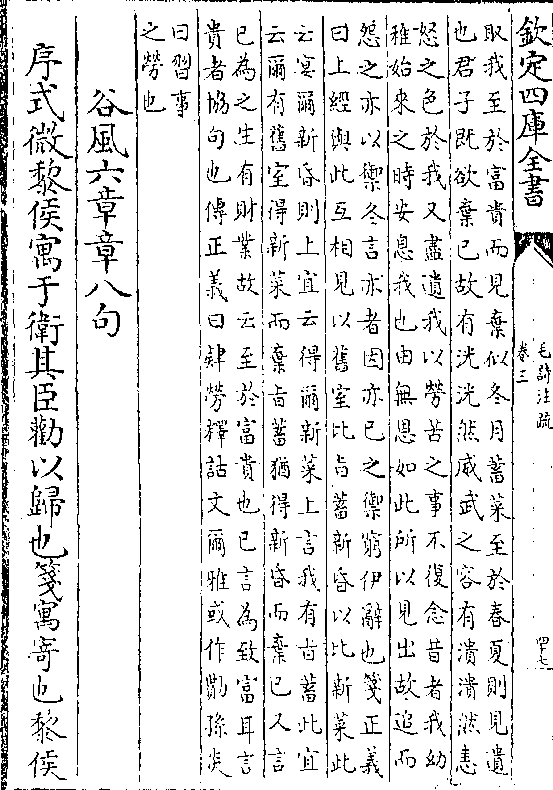 欽定四庫全書
毛詩注疏
卷三
四十七
取我至於富貴而見棄似冬月蓄菜至於春夏則見遺
也君子既欲棄己故有洸洸然威武之容有潰潰然恚
怒之色於我又盡遺我以勞苦之事不復念昔者我幼
稚始來之時安息我也由無恩如此所以見出故追而
怨之亦以禦冬言亦者因亦己之禦窮伊辭也箋正義
曰上經與此互相見以舊室比旨蓄新昏以比新菜此
云宴爾新昏則上宜云得爾新菜上言我有旨蓄此宜
云爾有舊室得新菜而棄旨蓄猶得新昏而棄己又言
己為之生有財業故云至於富貴也已言為致富耳言
貴者協句也傳正義曰肄勞釋詁文爾雅或作勩孫炎
曰習事
之勞也
谷風六章章八句
序式微黎侯寓于衛其臣勸以歸也箋寓寄也黎侯